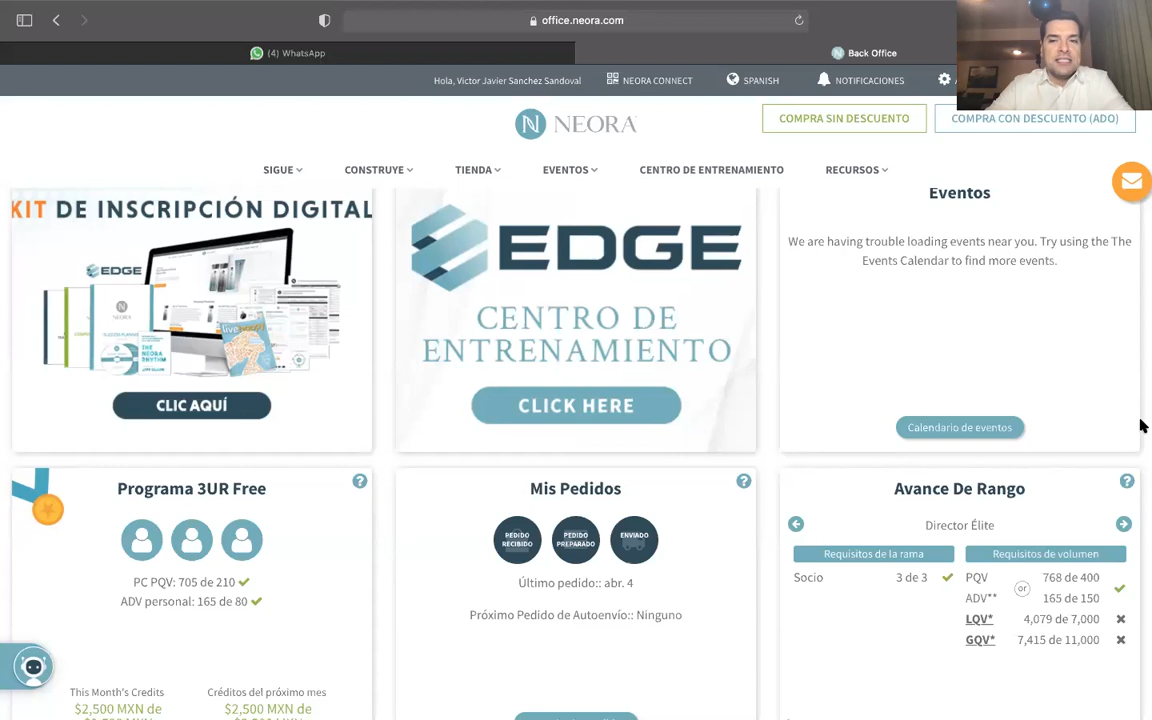 office.neora.com
(4) WhatsApp
Back Office
Hola, Victor Javier Sanchez Sandoval
NEORA CONNECT
SPANISH
NOTIFICACIONES
NEORA
COMPRA SIN DESCUENTO
COMPRA CON DESCUENTO (ADO)
SIGUE
CONSTRUYE
TIENDA
EVENTOS
CENTRO DE ENTRENAMIENTO
RECURSOS
KIT DE INSCRIPCIÓN DIGITAL
EDGE
NEORA
THE
NEORA
RHYTHM
CLIC AQUÍ
EDGE
CENTRO DE
ENTRENAMIENTO
CLICK HERE
Eventos
We are having trouble loading events near you. Try using the The
Events Calendar to find more events.
Calendario de eventos
Programa 3UR Free
PC PQV: 705 de 210
ADV personal: 165 de 80
This Month's Credits
$2,500 MXN de
Créditos del próximo mes
$2,500 MXN de
Mis Pedidos
PEDIDO
RECIBIDO
PEDIDO
PREPARADO
ENVIADO
Último pedido:: abr. 4
Próximo Pedido de Autoenvío:: Ninguno
Avance De Rango
Director Élite
Requisitos de la rama
Requisitos de volumen
Socio 3 de 3
PQV 768 de 400
or
ADV** 165 de 150
LQV* 4,079 de 7,000
GQV* 7,415 de 11,000